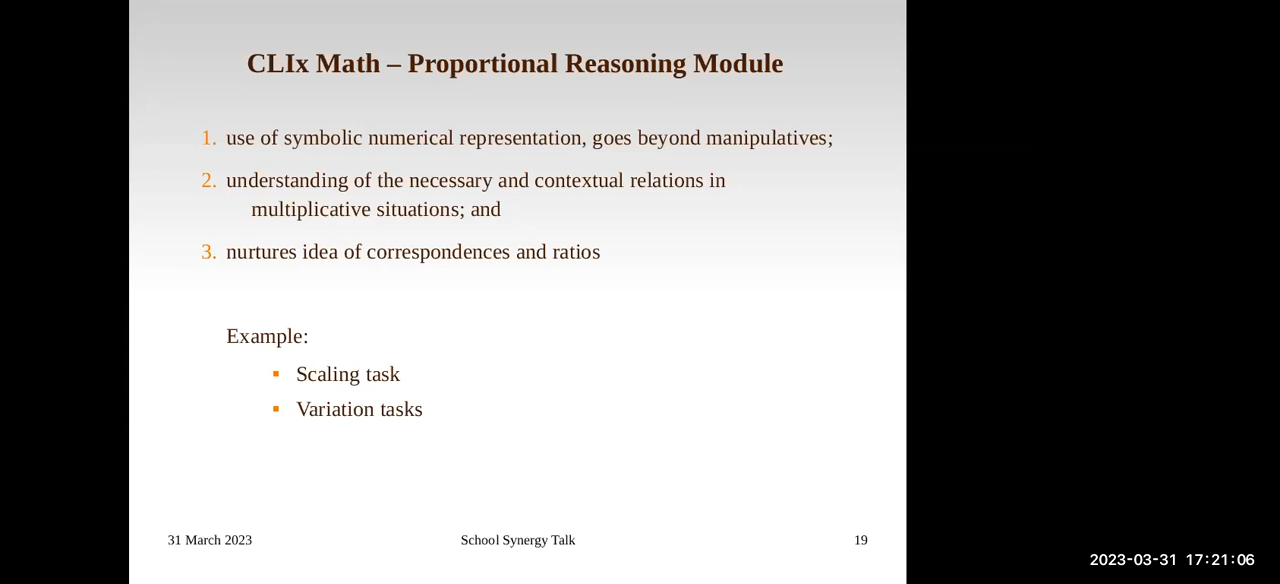 CLIx Math – Proportional Reasoning Module
1. use of symbolic numerical representation, goes beyond manipulatives;
2. understanding of the necessary and contextual relations in
multiplicative situations; and
3. nurtures idea of correspondences and ratios
Example:
▪ Scaling task
▪ Variation tasks
31 March 2023 School Synergy Talk 19
2023-03-31 17:21:06